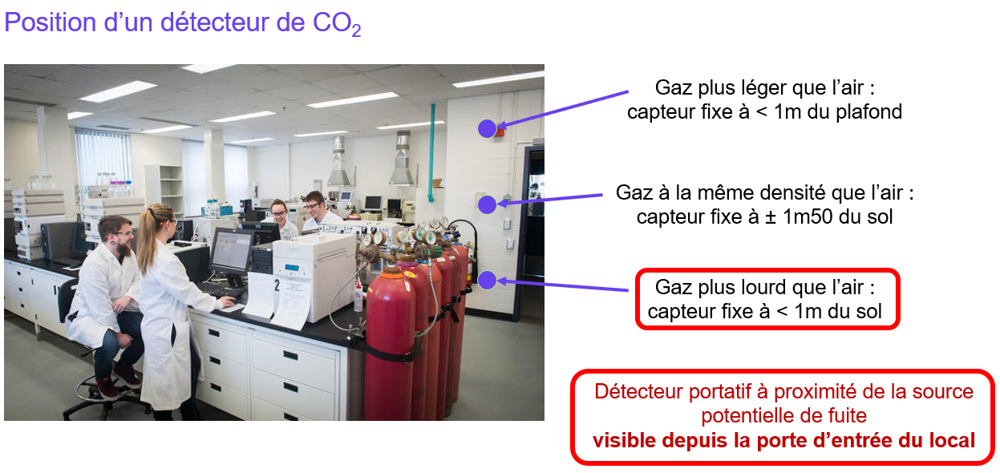 Position d’un détecteur de CO2
Gaz plus léger que l’air :
capteur fixe à < 1m du plafond
Gaz à la même densité que l’air :
capteur fixe à ± 1m50 du sol
Gaz plus lourd que l’air :
capteur fixe à < 1m du sol
2
Détecteur portatif à proximité de la source
potentielle de fuite
visible depuis la porte d’entrée du local